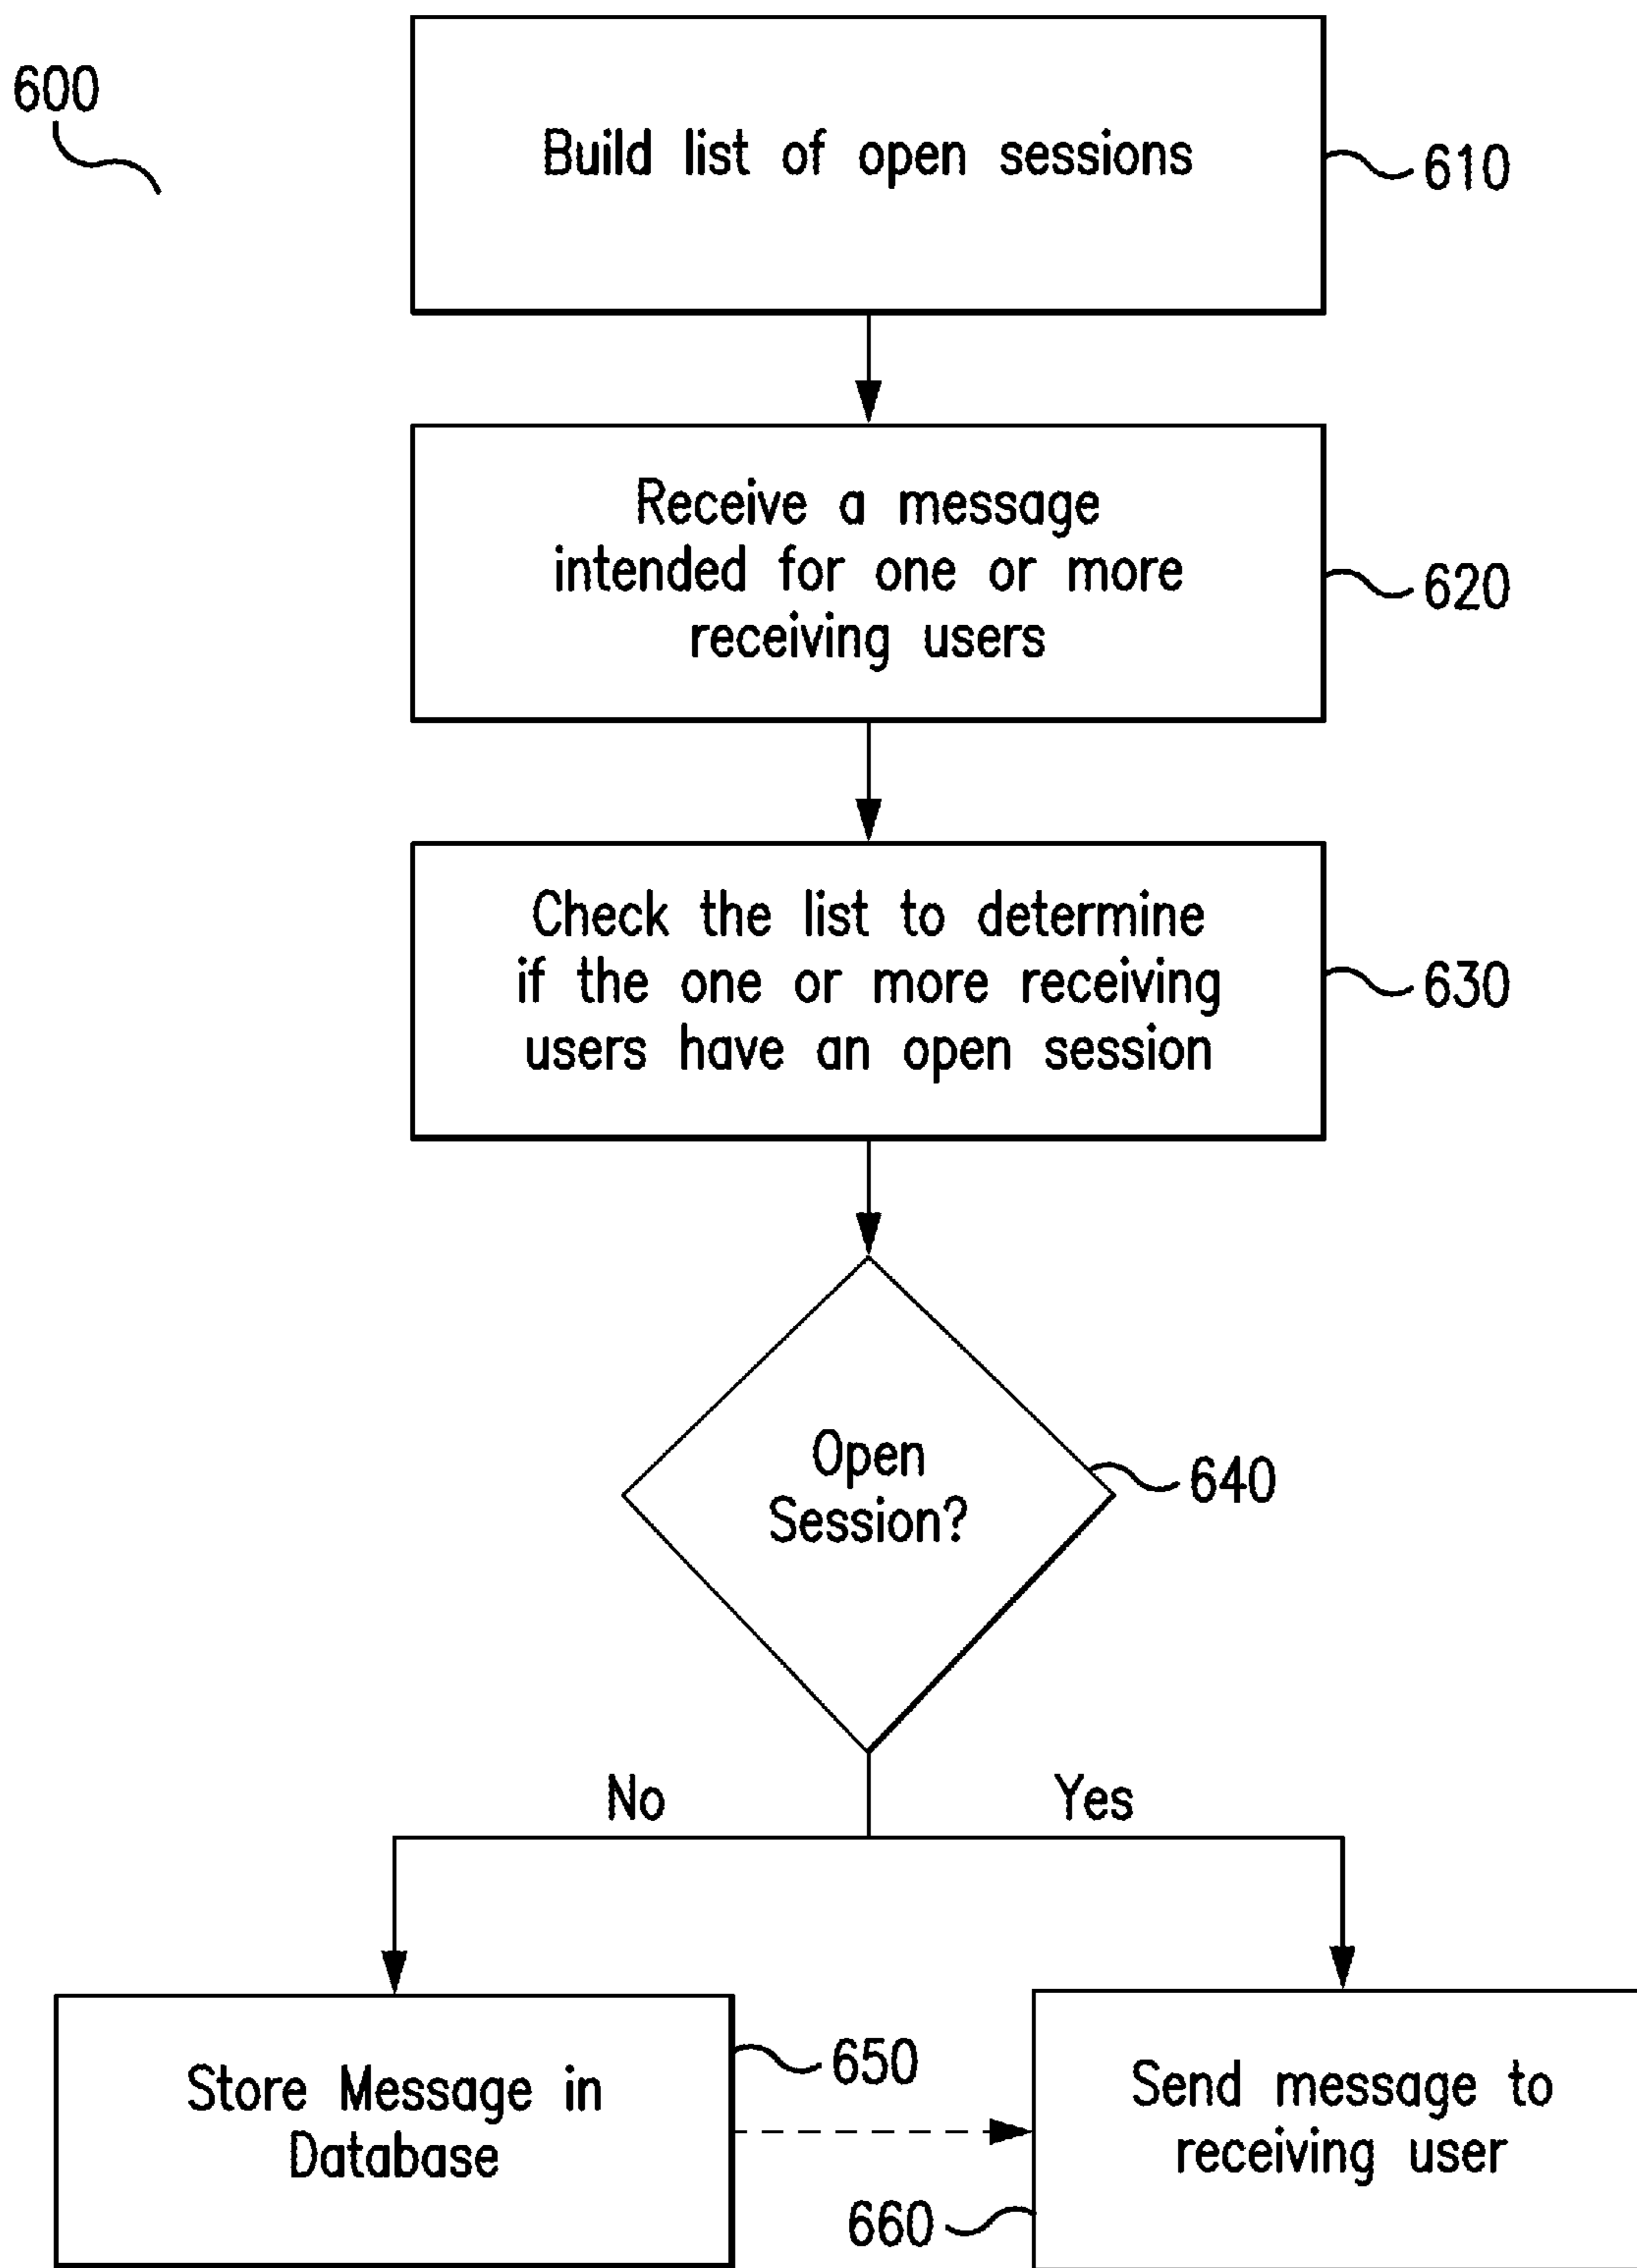 600
Build list of open sessions
610
Receive a message
intended for one or more
receiving users
620
Check the list to determine
if the one or more receiving
users have an open session
630
Open
Session?
640
No
Yes
Store Message in
Database
650
Send message to
receiving user
660